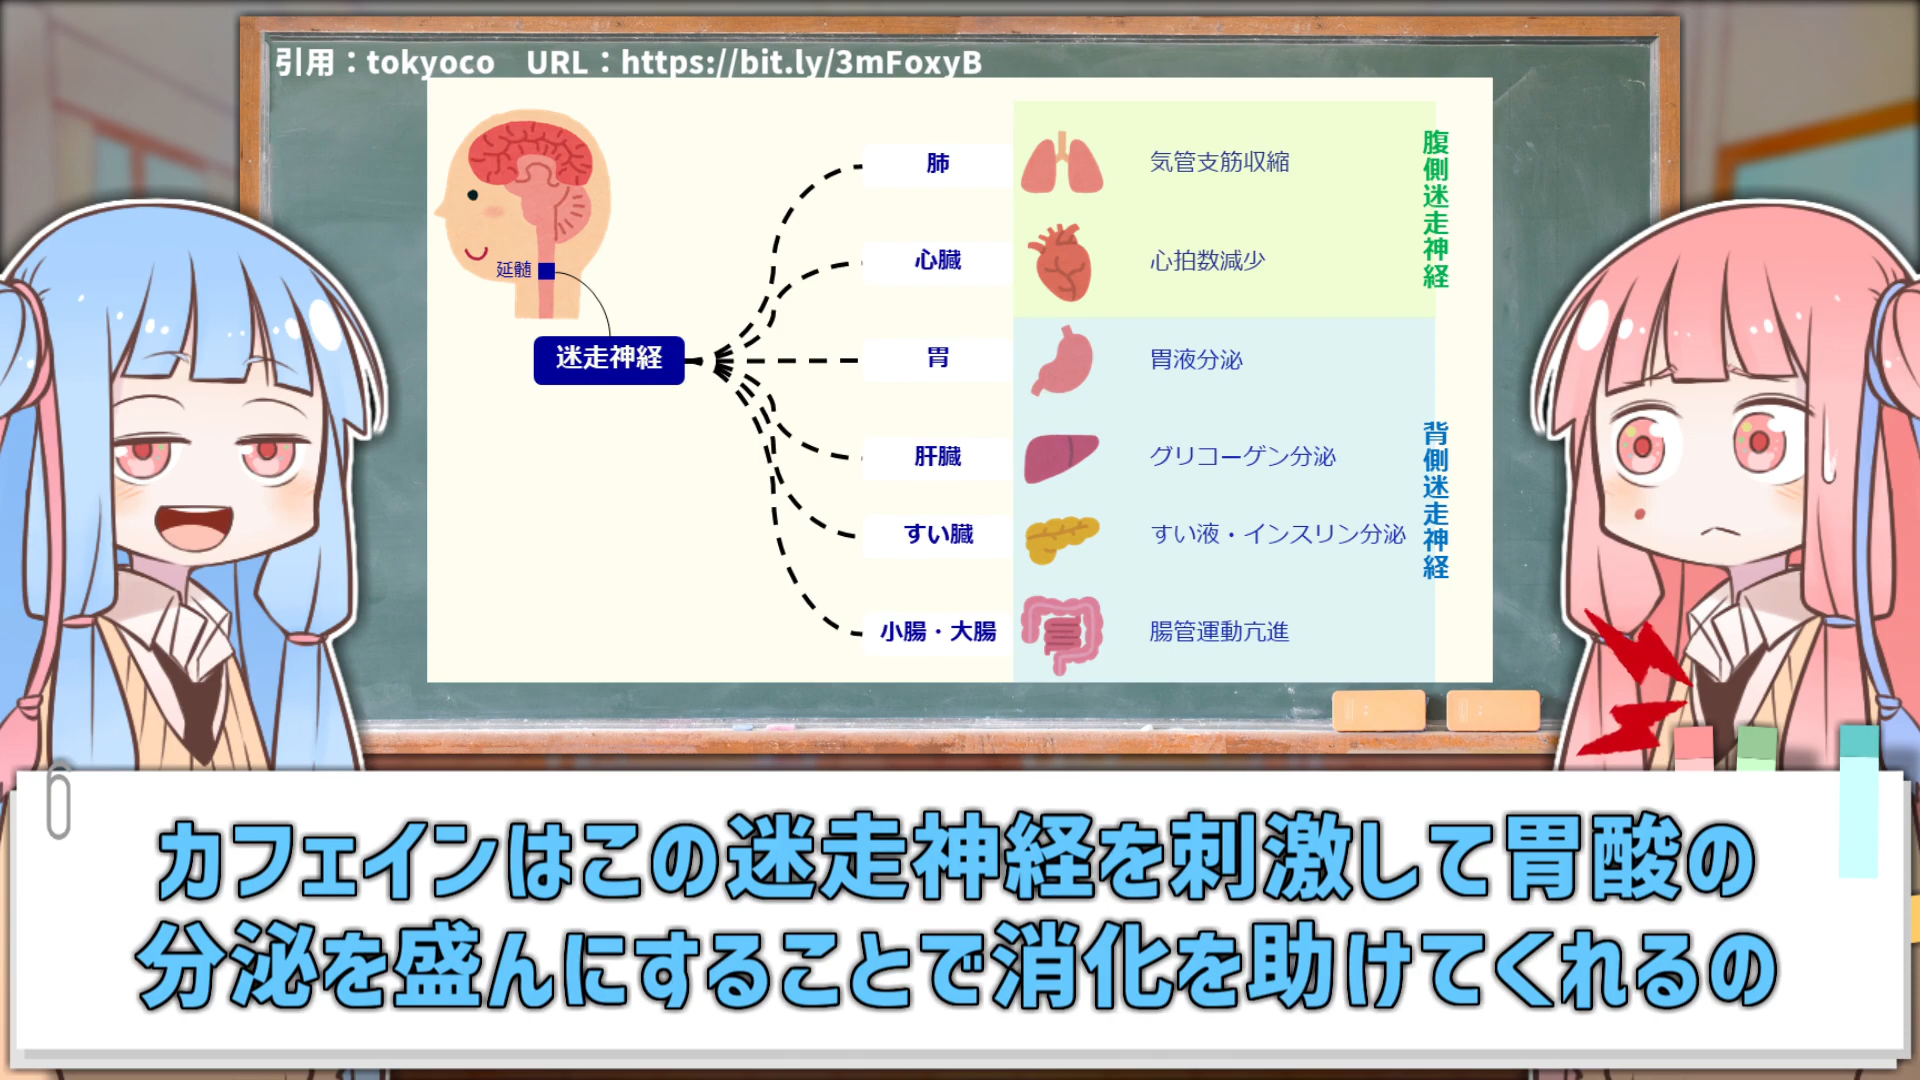 引用：tokyoco　URL：https://bit.ly/3mFoxyB
延髄
迷走神経
肺
気管支筋収縮
心臓
心拍数減少
腹側迷走神経
胃
胃液分泌
肝臓
グリコーゲン分泌
すい臓
すい液・インスリン分泌
小腸・大腸
腸管運動亢進
背側迷走神経
カフェインはこの迷走神経を刺激して胃酸の
分泌を盛んにすることで消化を助けてくれるの